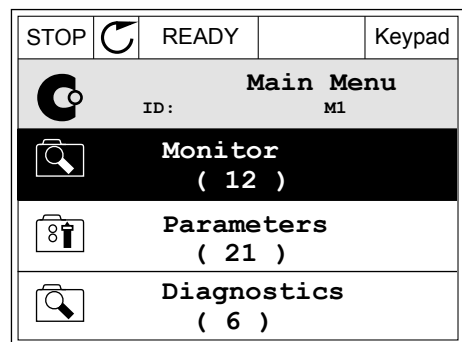 STOP READY Keypad
Main Menu
ID: M1
Monitor
( 12 )
Parameters
( 21 )
Diagnostics
( 6 )